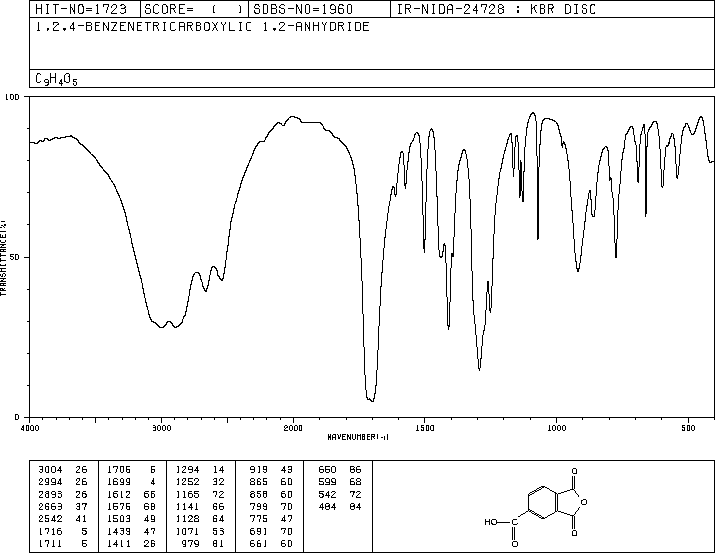 HIT-NO=1723 SCORE= ( ) SDBS-NO=1960 IR-NIDA-24728 : KBR DISC
1,2,4-BENZENETRICARBOXYLIC 1,2-ANHYDRIDE
C9H4O5
100
TRANSMITTANCE(%)
50
0
4000 3000 2000 1500 1000 500
WAVENUMBER(-1)
3004 26 1706 5 1294 14 919 43 660 86
2994 26 1699 4 1252 32 865 60 599 68
2893 26 1612 66 1165 72 858 60 542 72
2663 37 1576 68 1141 66 799 70 484 84
2542 41 1503 49 1128 64 775 47
1716 5 1439 47 1071 53 691 70
1711 5 1411 26 979 81 661 60
O
O
HO C
O
O